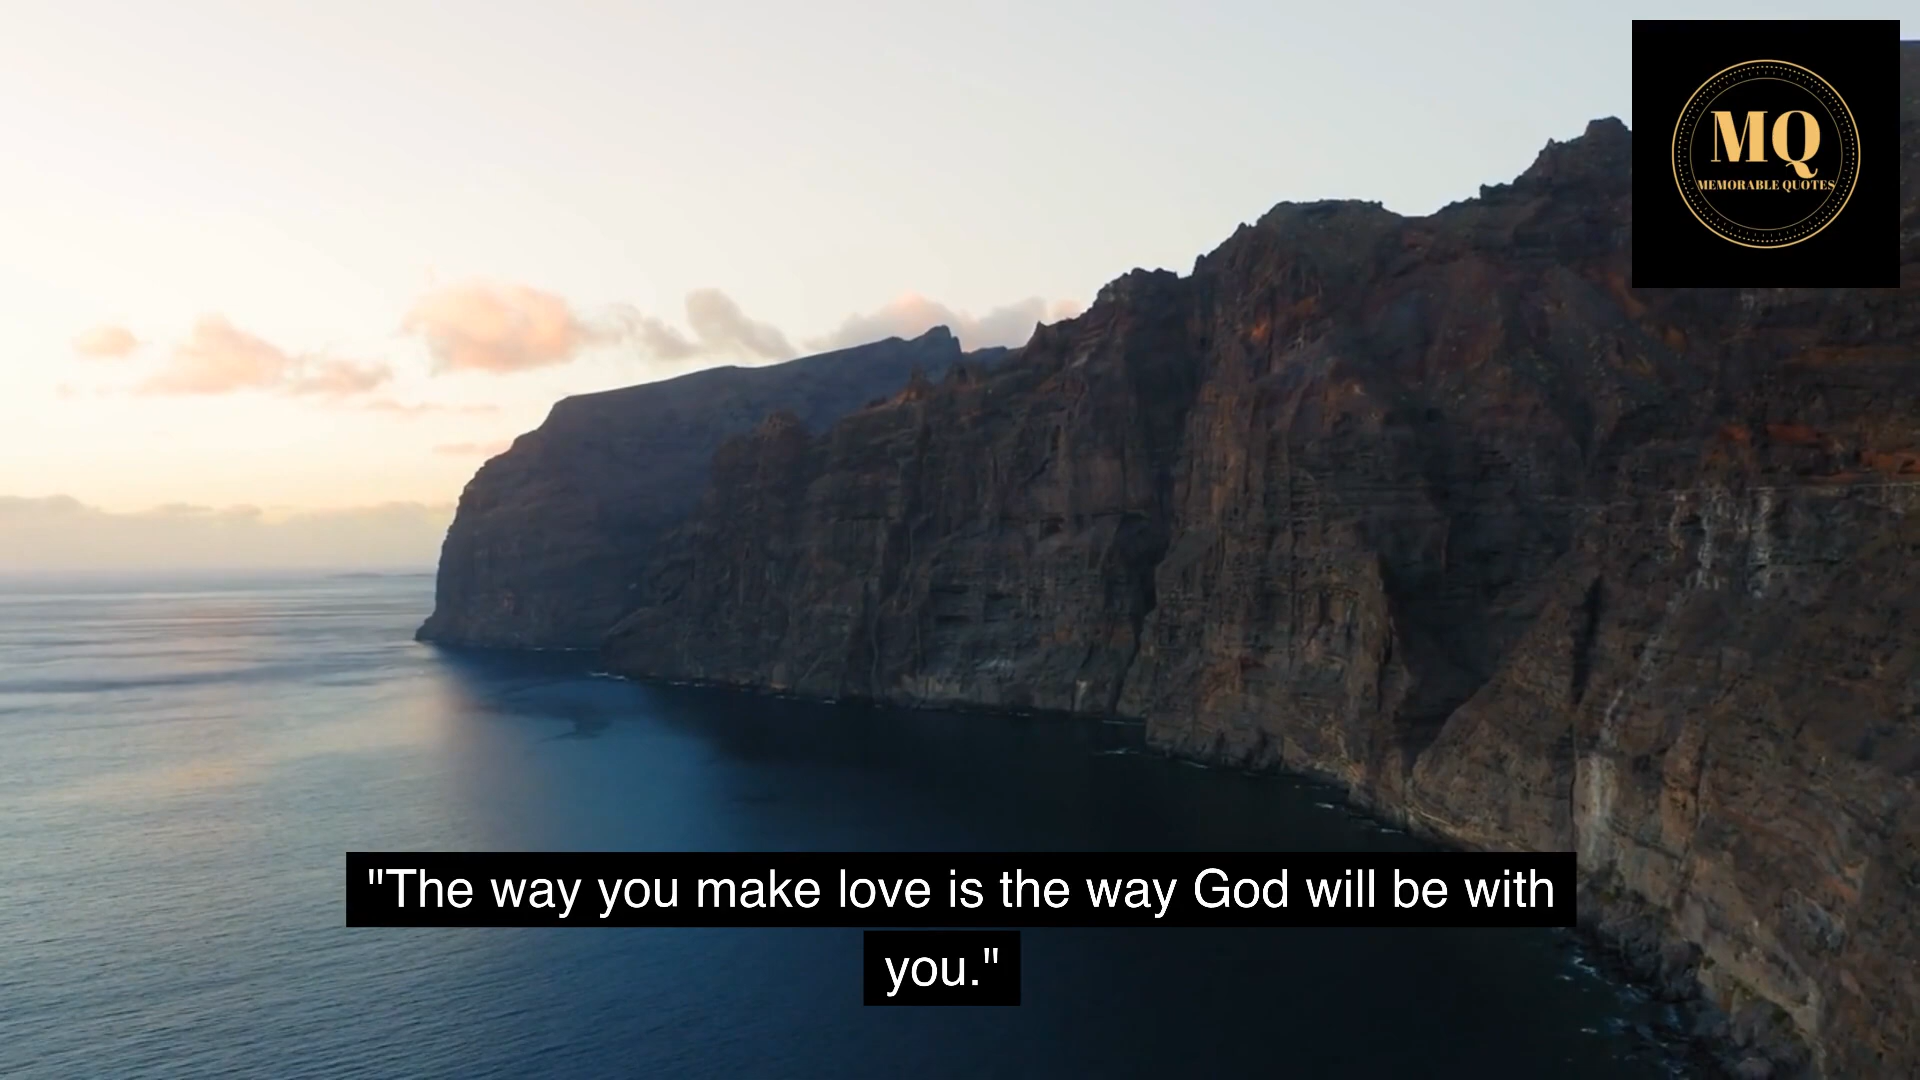 MQ
MEMORABLE QUOTES
"The way you make love is the way God will be with
you."